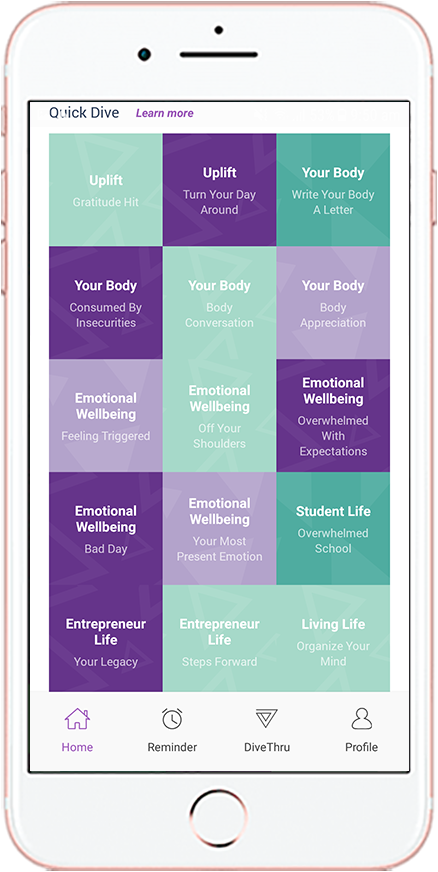 Quick Dive Learn more
Uplift
Gratitude Hit
Uplift
Turn Your Day
Around
Your Body
Write Your Body
A Letter
Your Body
Consumed By
Insecurities
Your Body
Body
Conversation
Your Body
Body
Appreciation
Emotional
Wellbeing
Feeling Triggered
Emotional
Wellbeing
Off Your
Shoulders
Emotional
Wellbeing
Overwhelmed
With
Expectations
Emotional
Wellbeing
Bad Day
Emotional
Wellbeing
Your Most
Present Emotion
Student Life
Overwhelmed
School
Entrepreneur
Life
Your Legacy
Entrepreneur
Life
Steps Forward
Living Life
Organize Your
Mind
Home
Reminder
DiveThru
Profile